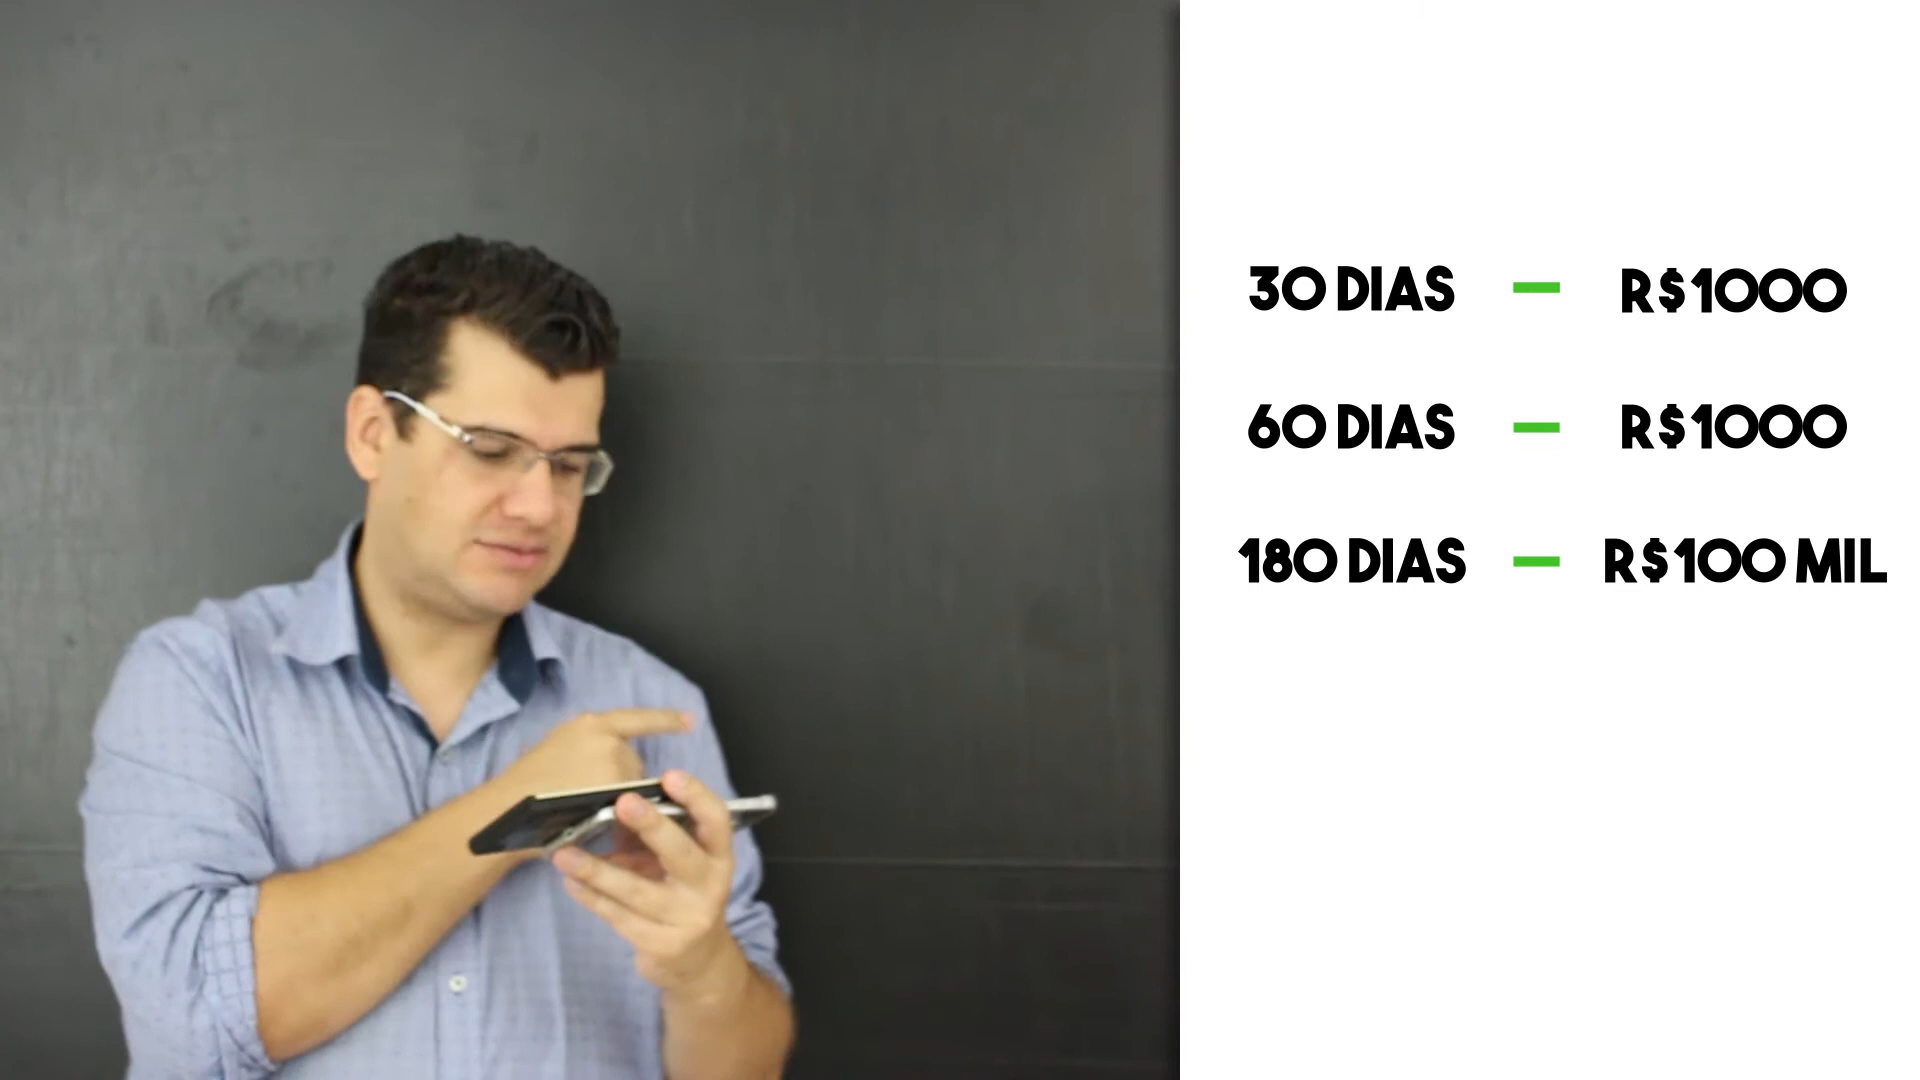 30 DIAS — R$1000
60 DIAS — R$1000
180 DIAS — R$100 MIL